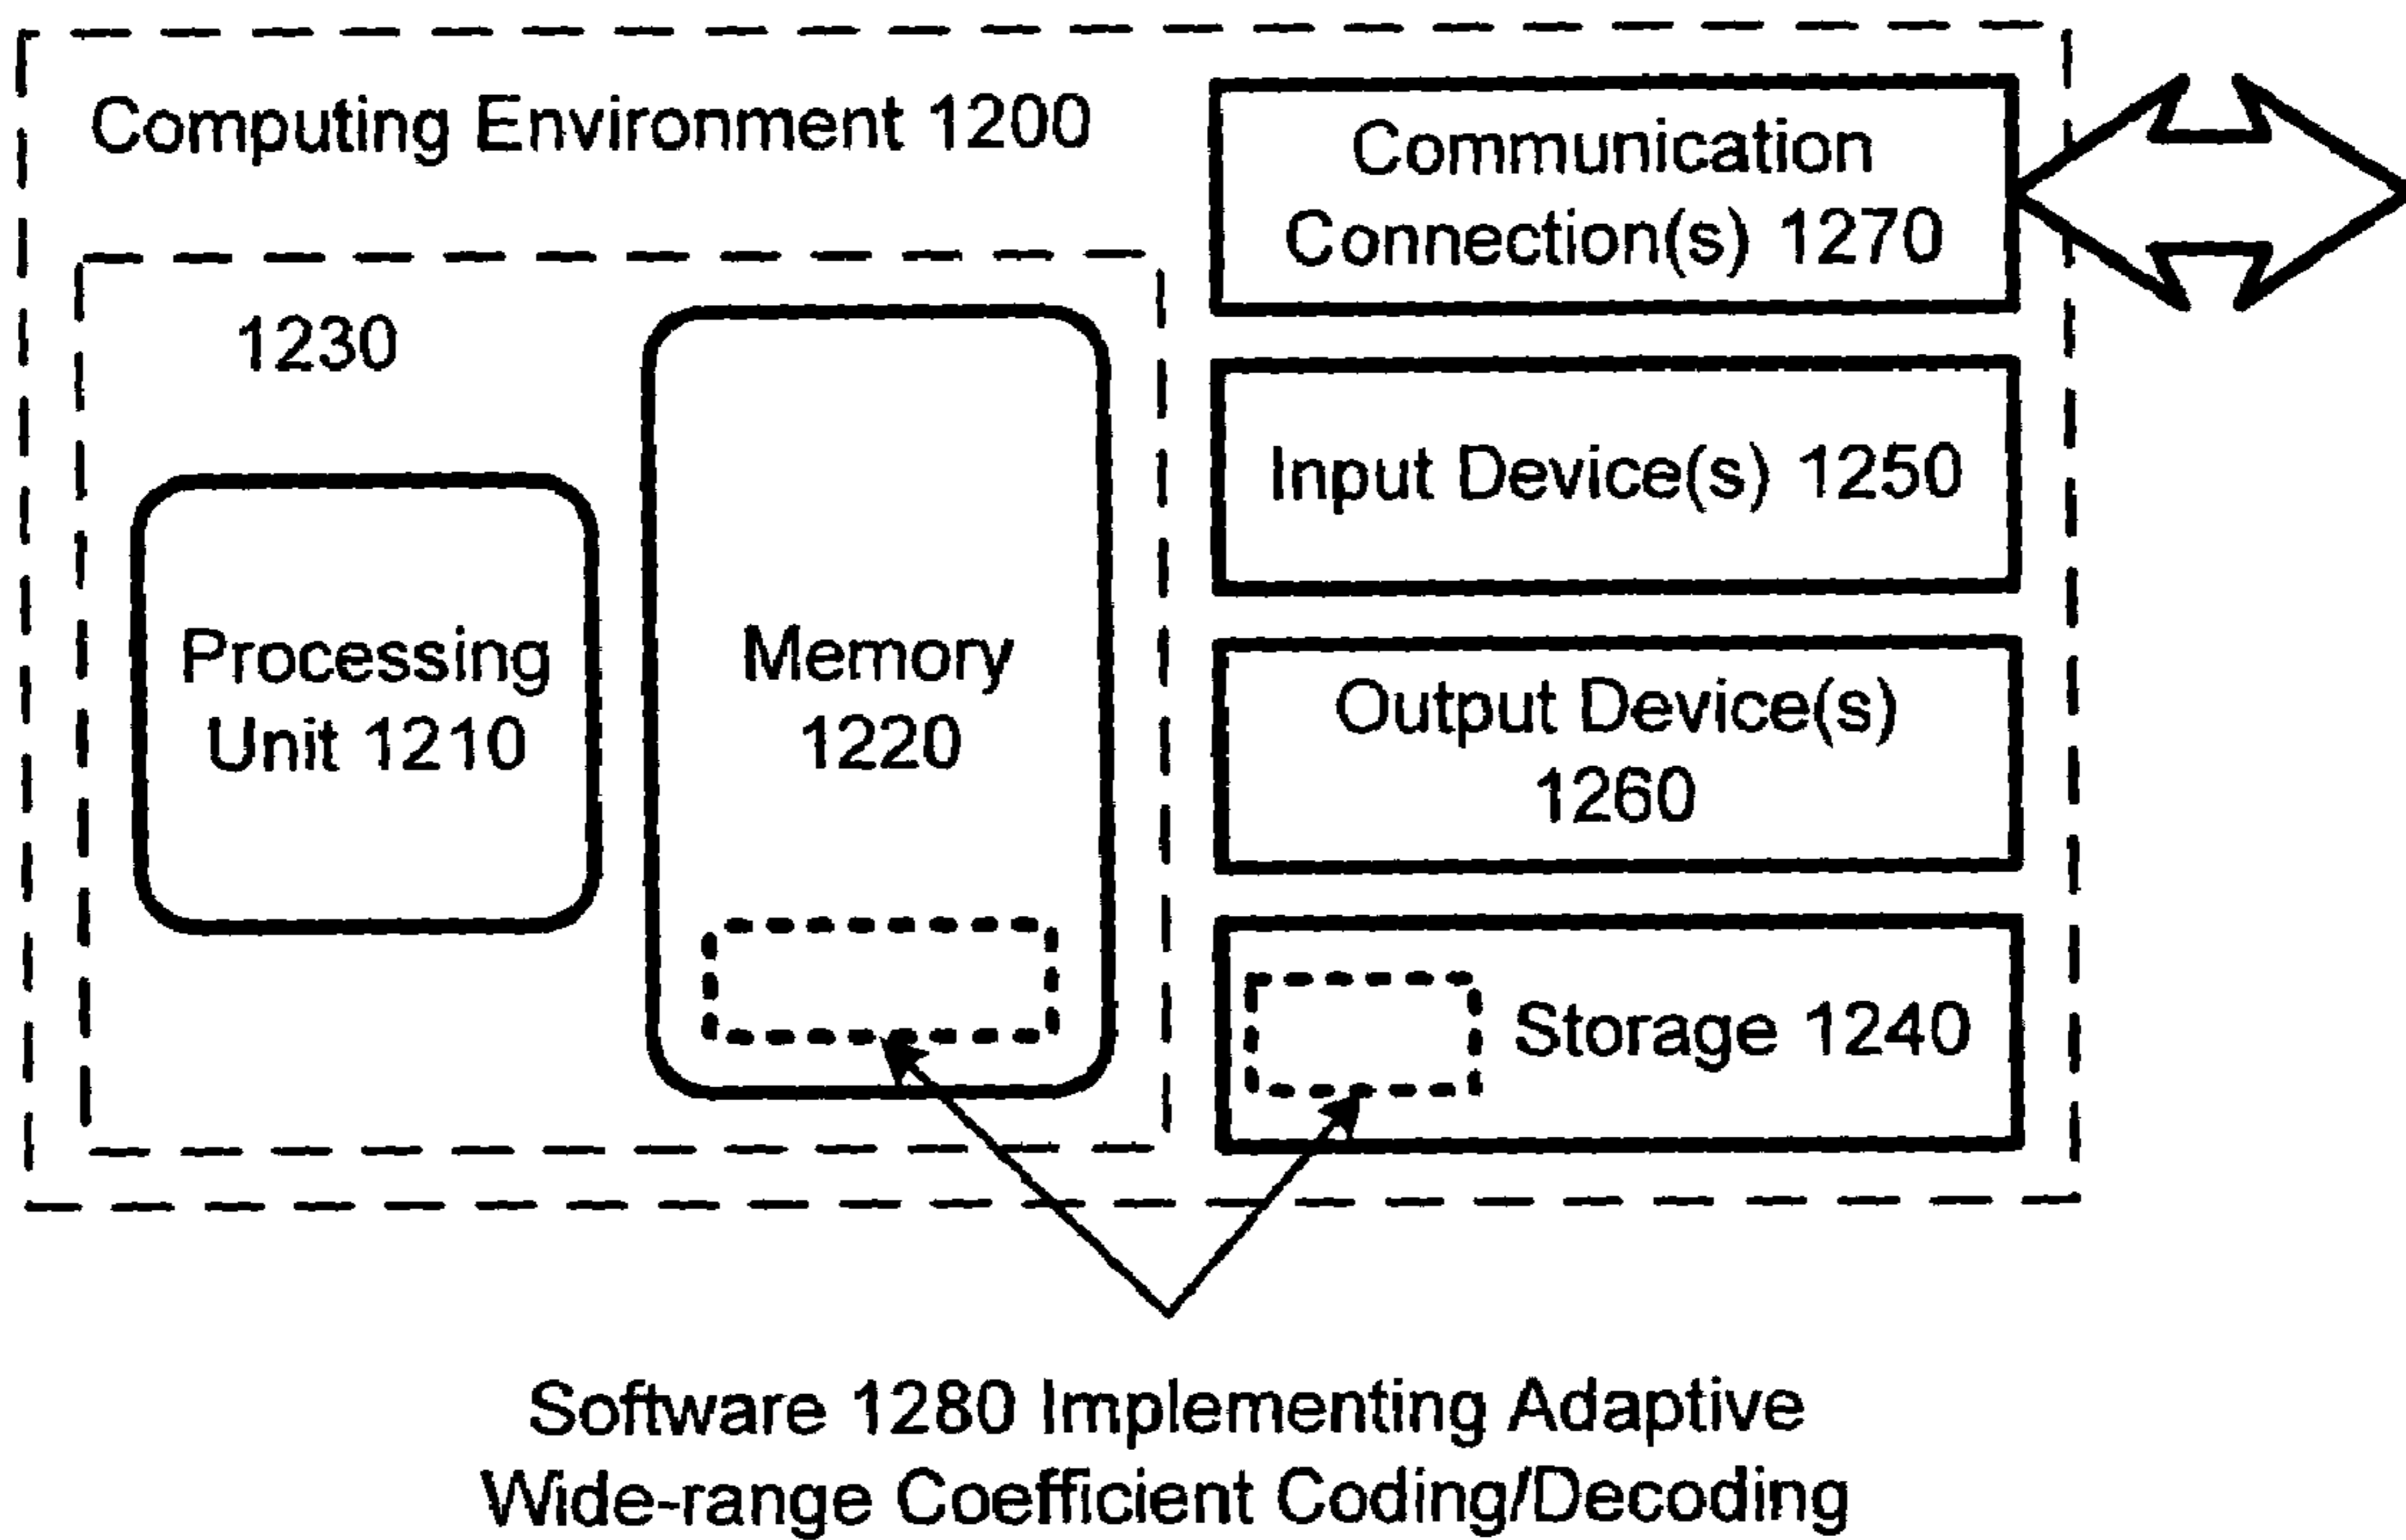 Computing Environment 1200
Communication
Connection(s) 1270
1230
Input Device(s) 1250
Processing
Unit 1210
Memory
1220
Output Device(s)
1260
Storage 1240
Software 1280 Implementing Adaptive
Wide-range Coefficient Coding/Decoding